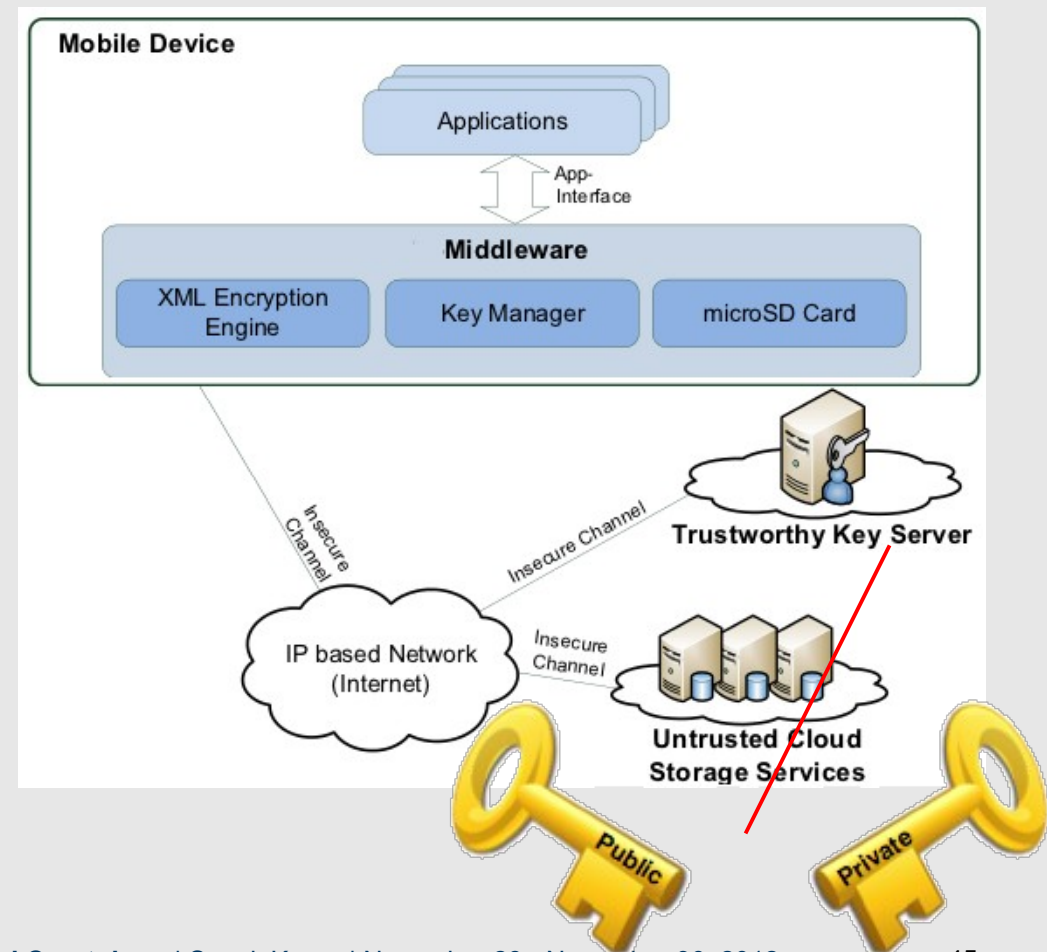 Mobile Device
Applications
App-
Interface
Middleware
XML Encryption
Engine
Key Manager
microSD Card
Insecure
Channel
Insecure Channel
Trustworthy Key Server
IP based Network
(Internet)
Insecure
Channel
Untrusted Cloud
Storage Services
Public
Private